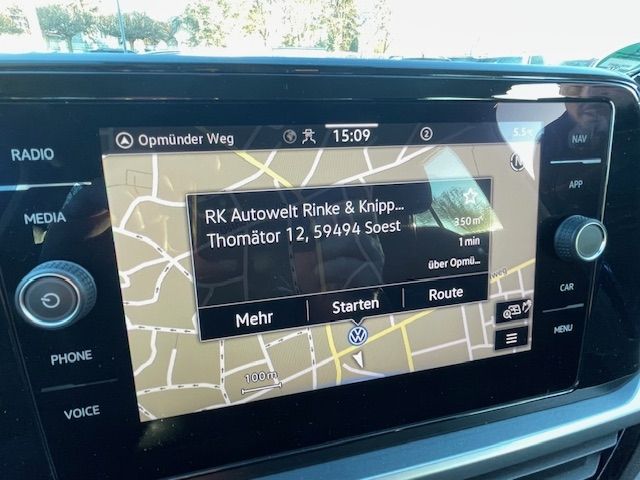 Opmünder Weg
15:09
2
5.5°C
RADIO
MEDIA
PHONE
VOICE
RK Autowelt Rinke & Knipp...
Thomätor 12, 59494 Soest
350 m
1 min
über Opmü...
Mehr
Starten
Route
weg
100 m
NAV
APP
CAR
MENU